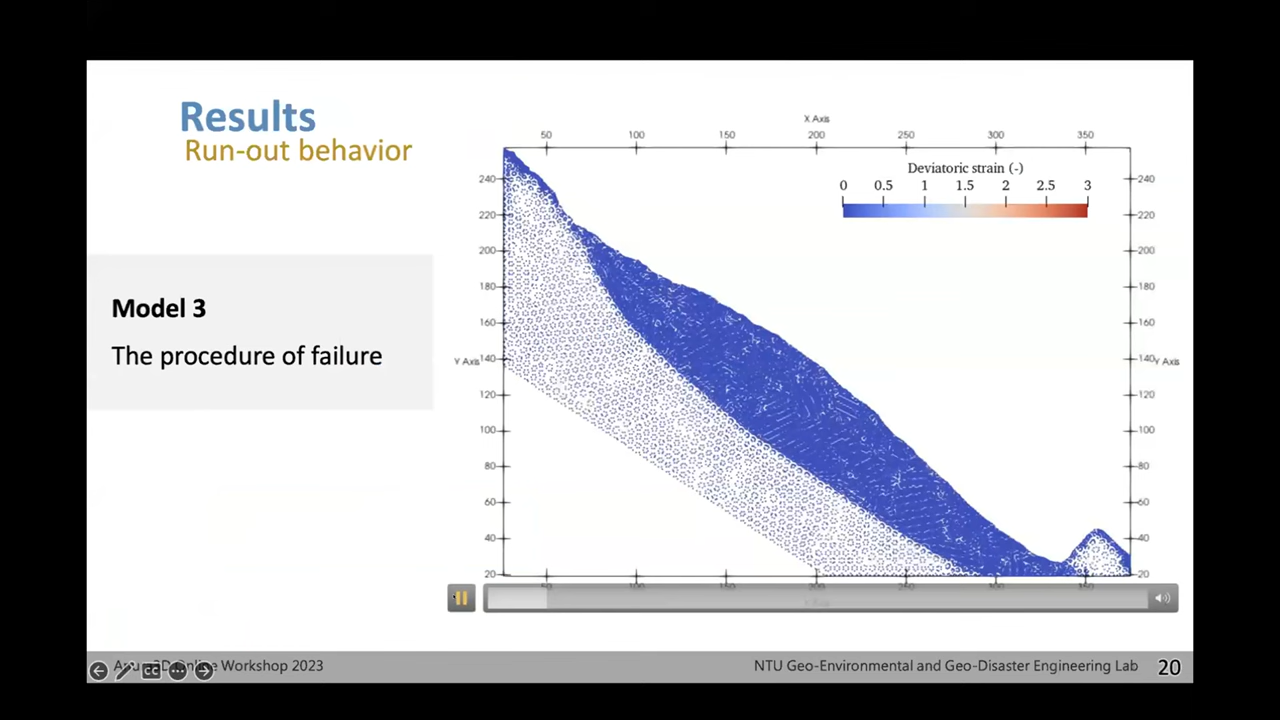 Results
Run-out behavior
Model 3
The procedure of failure
X Axis
50 100 150 200 250 300 350
Deviatoric strain (-)
0 0.5 1 1.5 2 2.5 3
240 240
220 220
200 200
180 180
160 160
Y Axis 140 140 Y Axis
120 120
100 100
80 80
60 60
40 40
20 20
Online Workshop 2023
NTU Geo-Environmental and Geo-Disaster Engineering Lab
20